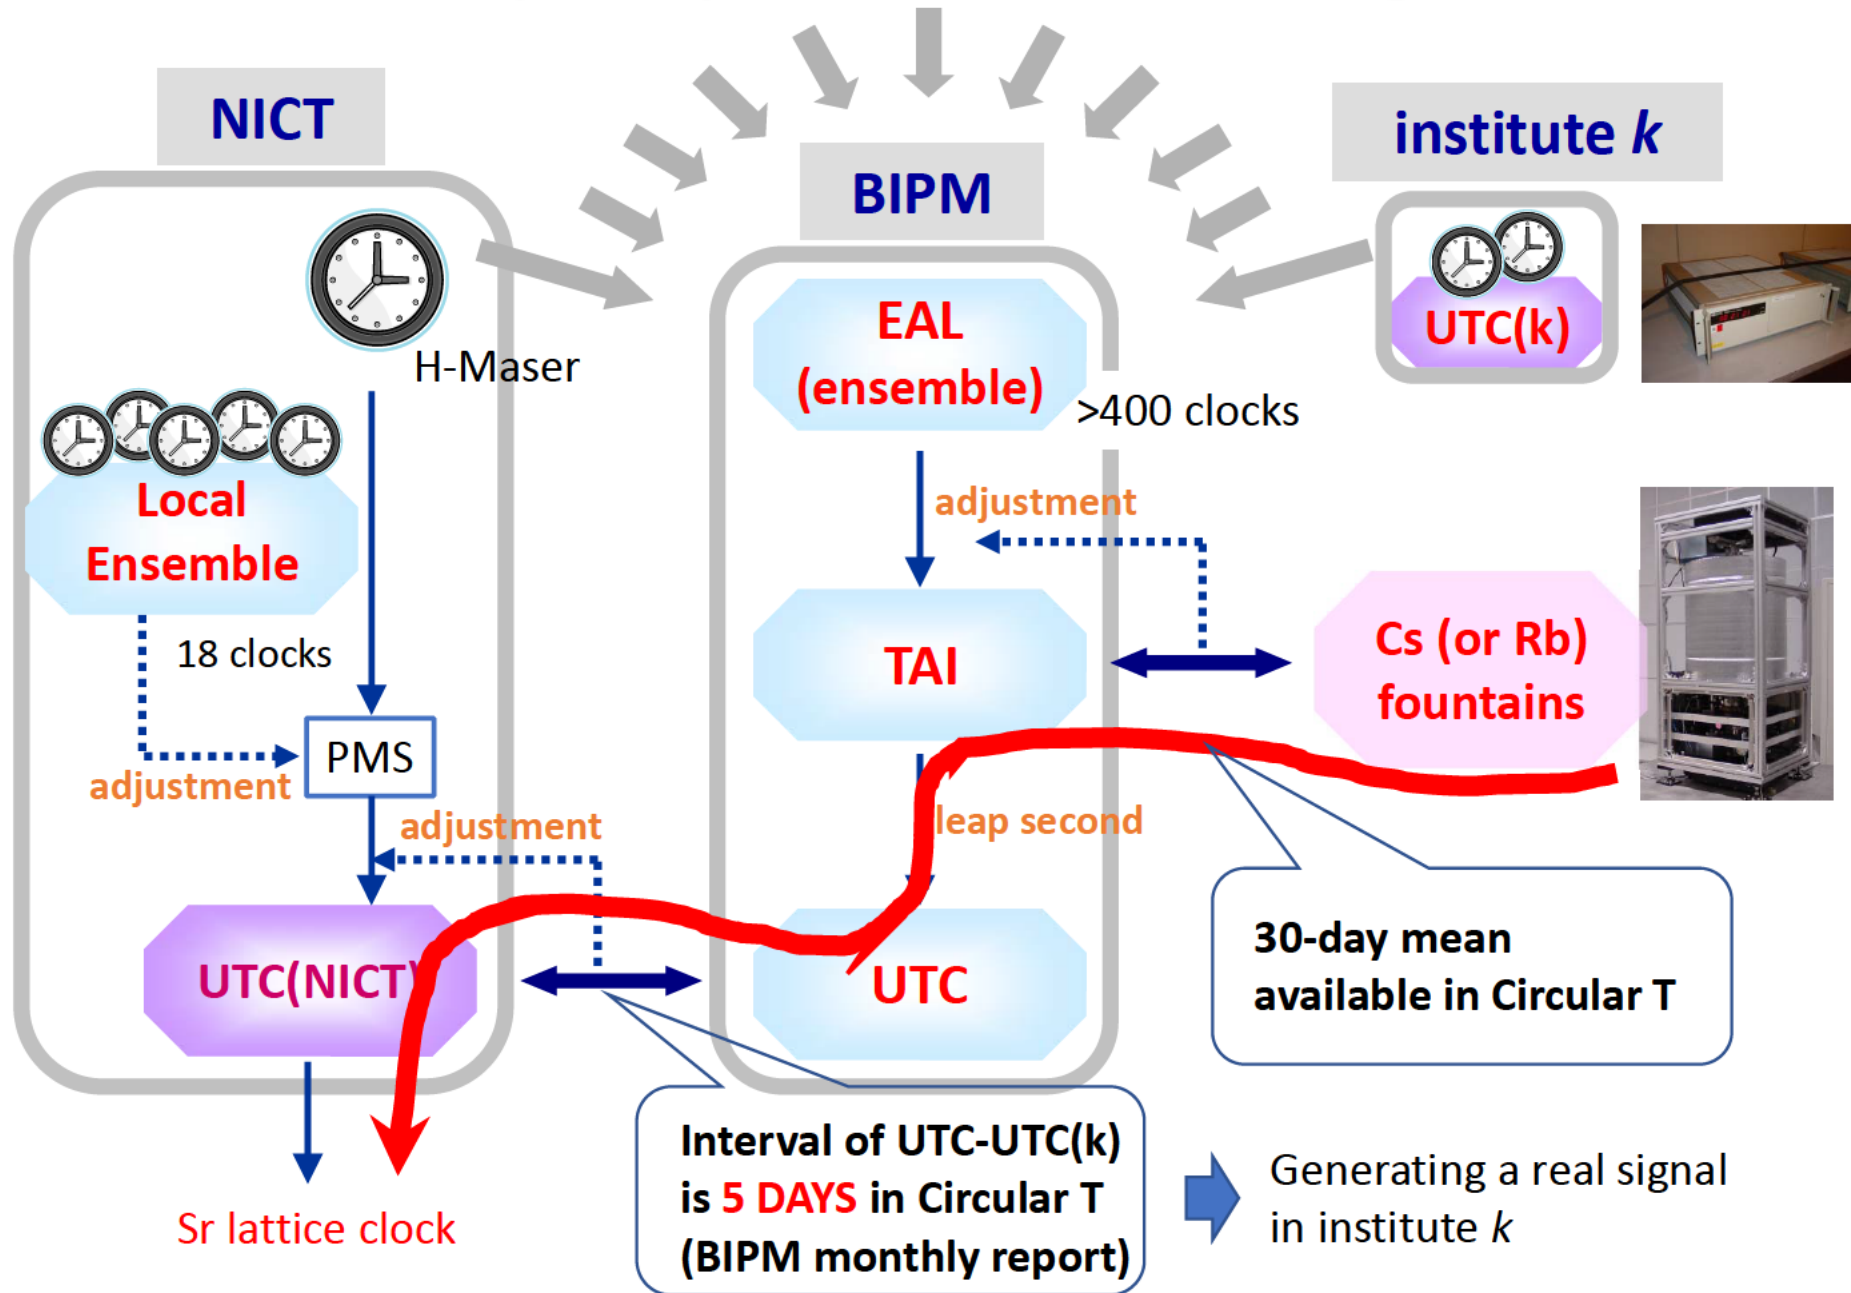 NICT
BIPM
institute k
H-Maser
EAL
(ensemble)
UTC(k)
>400 clocks
Local
Ensemble
adjustment
18 clocks
TAI
Cs (or Rb)
fountains
PMS
adjustment
adjustment
leap second
UTC(NICT)
UTC
30-day mean
available in Circular T
Sr lattice clock
Interval of UTC-UTC(k)
is 5 DAYS in Circular T
(BIPM monthly report)
Generating a real signal
in institute k